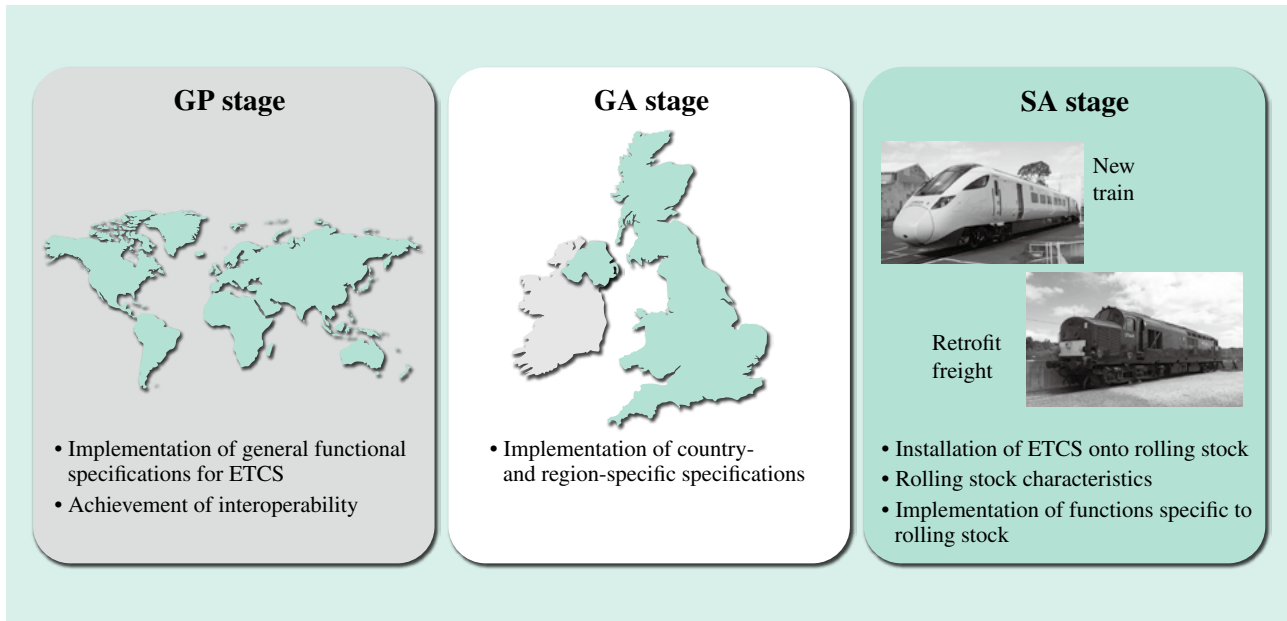 GP stage
• Implementation of general functional
specifications for ETCS
• Achievement of interoperability
GA stage
• Implementation of country-
and region-specific specifications
SA stage
New
train
Retrofit
freight
• Installation of ETCS onto rolling stock
• Rolling stock characteristics
• Implementation of functions specific to
rolling stock